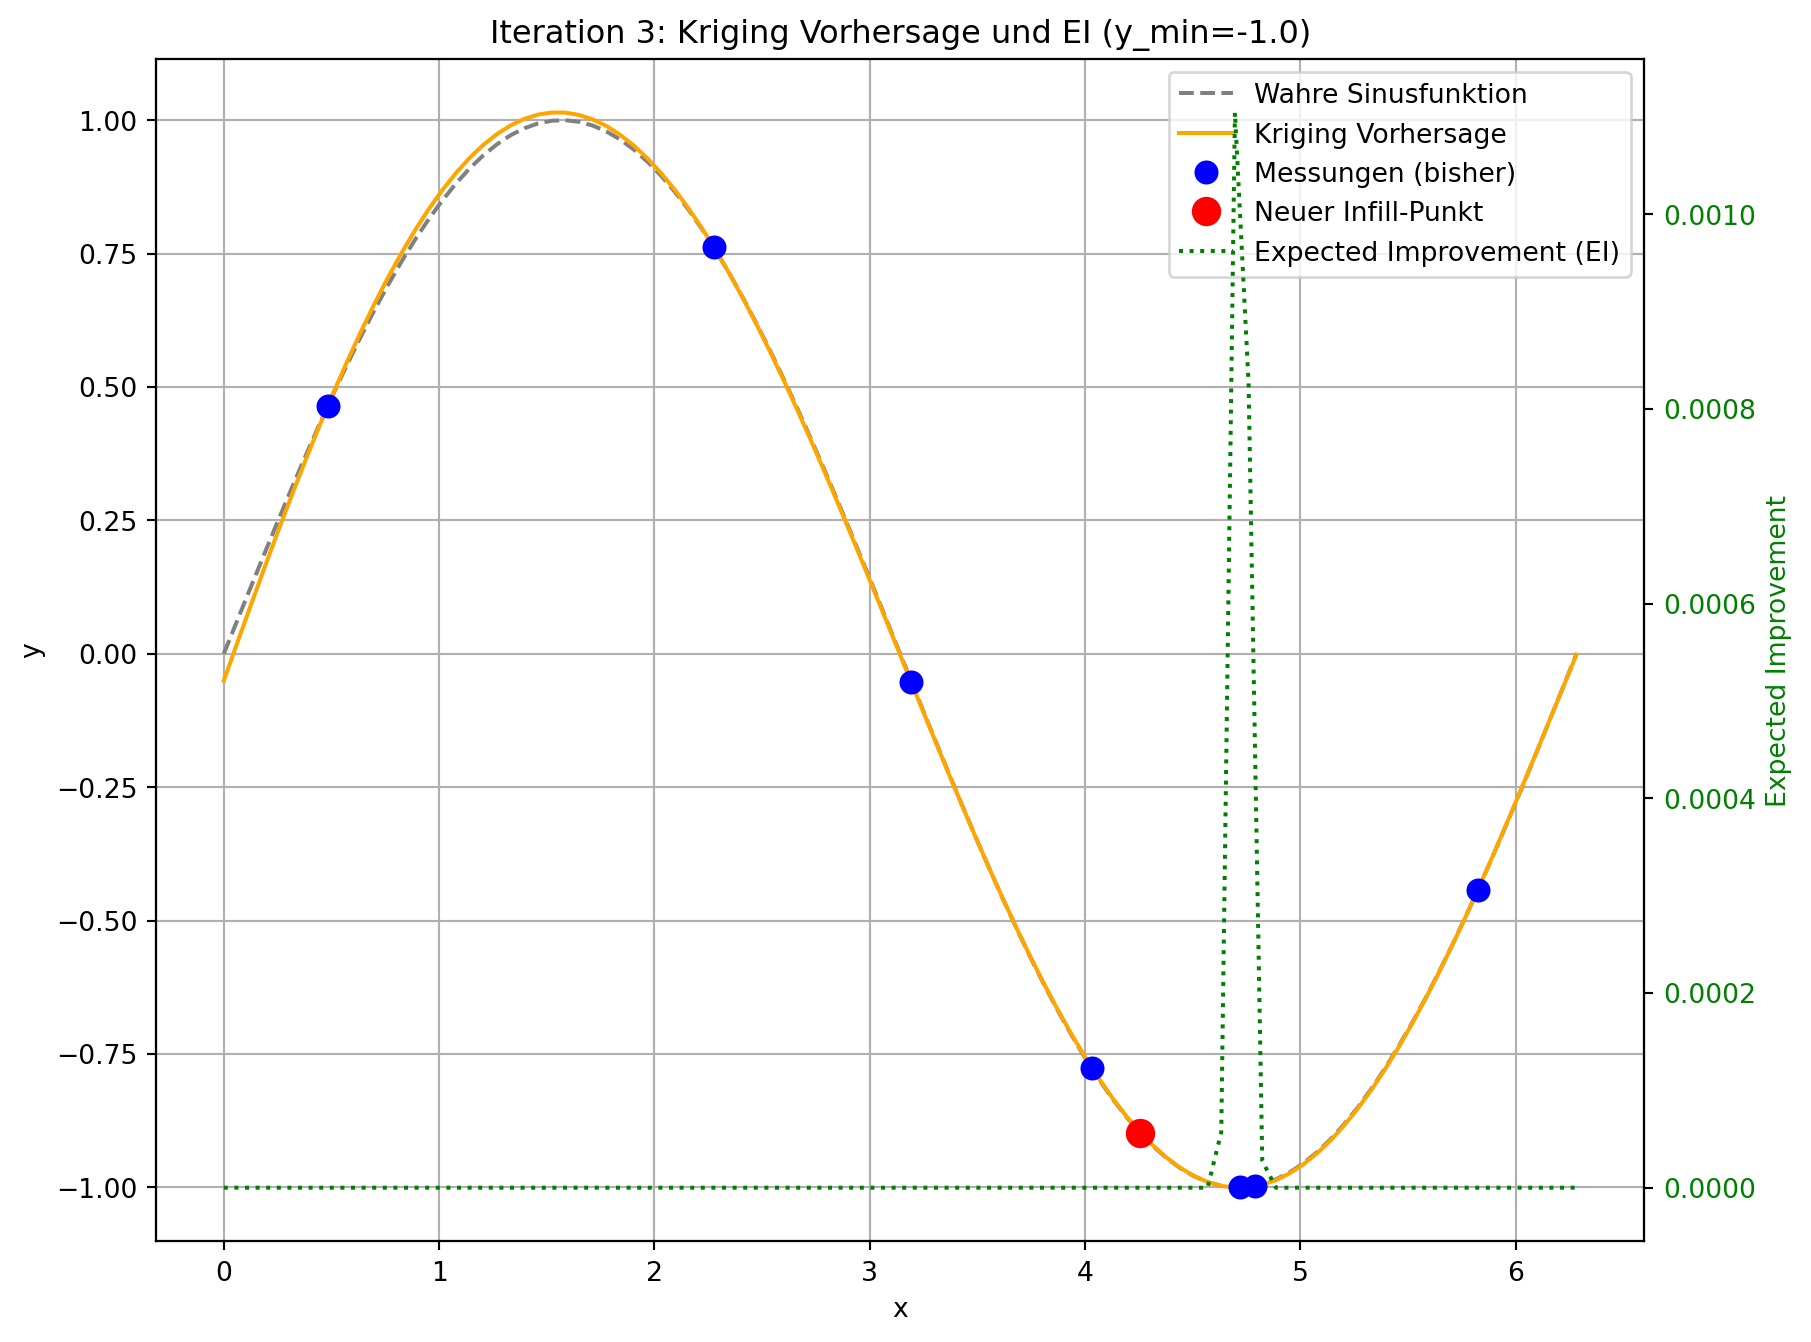 Iteration 3: Kriging Vorhersage und EI (y_min=-1.0)
Wahre Sinusfunktion
Kriging Vorhersage
Messungen (bisher)
Neuer Infill-Punkt
Expected Improvement (EI)
1.00
0.75
0.50
0.25
0.00
−0.25
−0.50
−0.75
−1.00
y
0.0010
0.0008
0.0006
0.0004
0.0002
0.0000
Expected Improvement
0 1 2 3 4 5 6
x